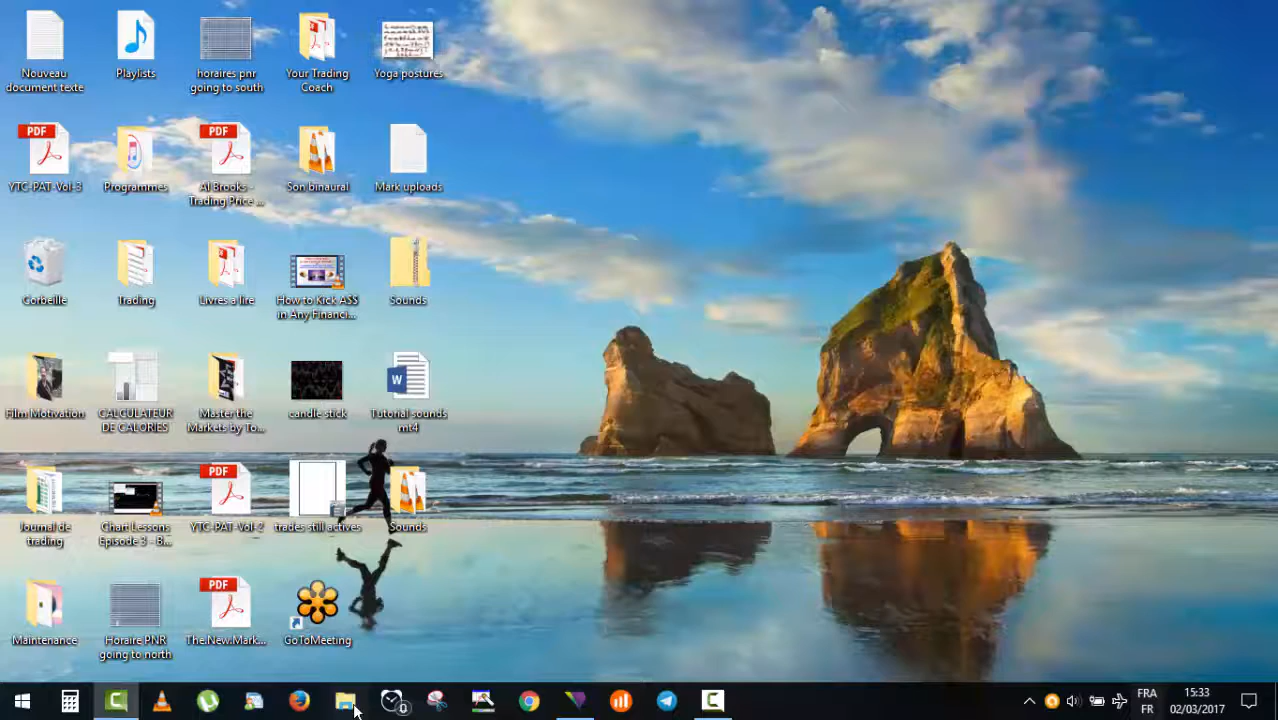 Nouveau
document texte
Playlists
horaires pnr
going to south
Your Trading
Coach
Yoga postures
PDF
YTC-PAT-Vol-3
Programmes
PDF
Al Brooks -
Trading Price ...
Son binaural
Mark uploads
Corbeille
Trading
Livres a lire
How to Kick A$$
in Any Financi...
Sounds
Film Motivation
CALCULATEUR
DE CALORIES
Master the
Markets by To...
candle stick
W
Tutorial sounds
mt4
Journal de
trading
Chart Lessons
Episode 3 - B...
PDF
YTC-PAT-Vol-2
trades still actives
Sounds
Maintenance
Horaire PNR
going to north
PDF
The.New.Mark...
GoToMeeting
0
FRA
FR
15:33
02/03/2017